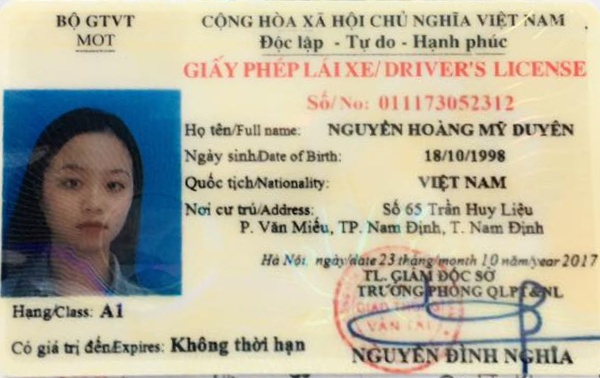 BỘ GTVT
MOT
CỘNG HÒA XÃ HỘI CHỦ NGHĨA VIỆT NAM
Độc lập - Tự do - Hạnh phúc
GIẤY PHÉP LÁI XE/ DRIVER'S LICENSE
Số/No: 011173052312
Họ tên/Full name: NGUYỄN HOÀNG MỸ DUYÊN
Ngày sinh/Date of Birth: 18/10/1998
Quốc tịch/Nationality: VIỆT NAM
Nơi cư trú/Address: Số 65 Trần Huy Liệu
P. Văn Miếu, TP. Nam Định, T. Nam Định
Hà Nội, ngày/date 23 tháng/month 10 năm/year 2017
TL. GIÁM ĐỐC SỞ
TRƯỞNG PHÒNG QLPT&NL
GIAO THÔNG
VẬN TẢI
Hạng/Class: A1
Có giá trị đến/Expires: Không thời hạn
NGUYỄN ĐÌNH NGHĨA